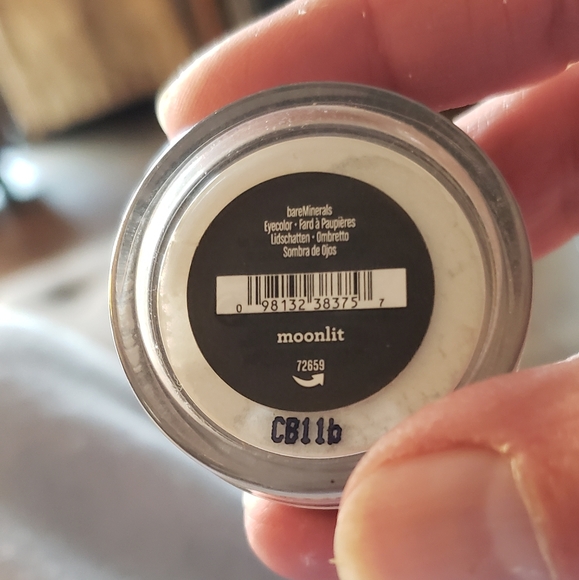 bareMinerals
Eyecolor · Fard à Paupières
Lidschatten · Ombretto
Sombra de Ojos
0 98132 38375 7
moonlit
72659
CB11b